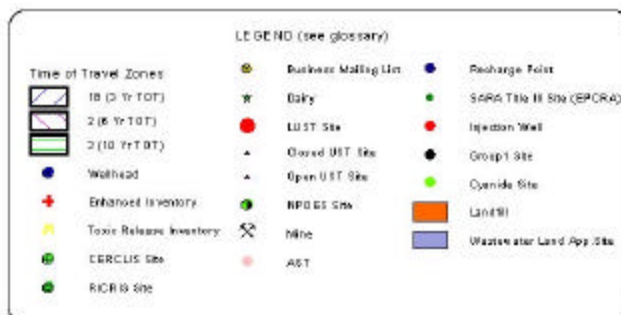 LEGEND (see glossary)
Time of Travel Zones
1B (3 Yr TOT)
2 (6 Yr TOT)
3 (10 Yr TOT)
Wellhead
Enhanced Inventory
Toxic Release Inventory
CERCLIS Site
RICRIS Site
Business Mailing List
Dairy
LUST Site
Closed UST Site
Open UST Site
NPDES Site
Mine
AST
Recharge Point
SARA Title III Site (EPCRA)
Injection Well
Group1 Site
Cyanide Site
Landfill
Wastewater Land App. Site